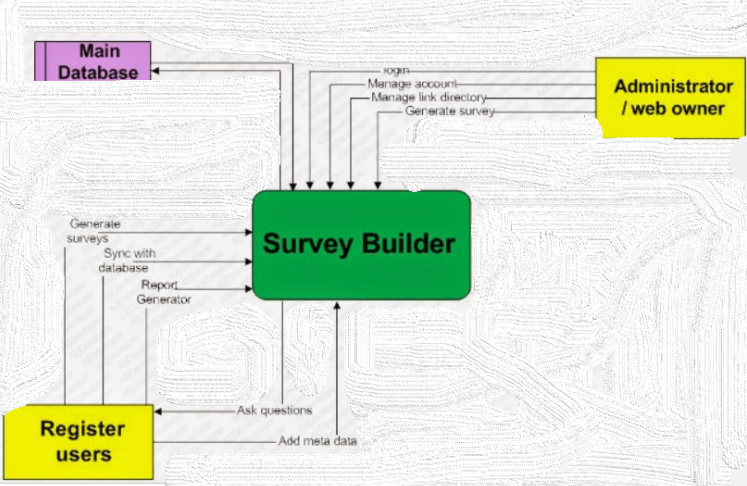 Main
Database
login
Manage account
Manage link directory
Generate survey
Administrator
/ web owner
Generate
surveys
Sync with
database
Report
Generator
Survey Builder
Ask questions
Add meta data
Register
users